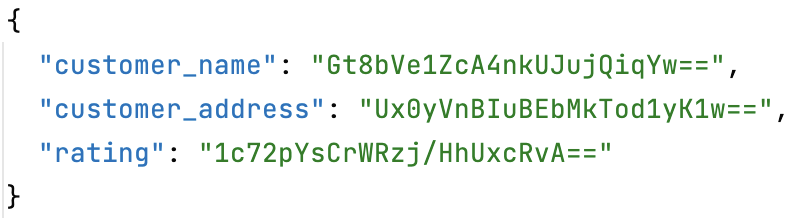 {
"customer_name": "Gt8bVe1ZcA4nkUJujQiqYw==",
"customer_address": "Ux0yVnBIuBEbMkTod1yK1w==",
"rating": "1c72pYsCrWRzj/HhUxcRvA=="
}